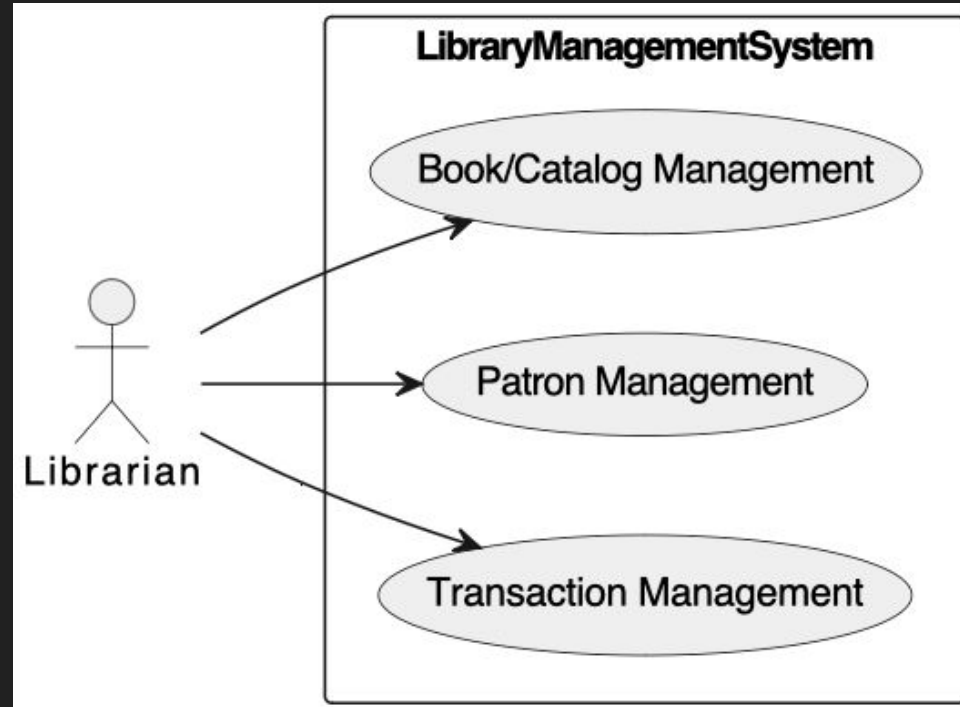 LibraryManagementSystem
Book/Catalog Management
Patron Management
Librarian
Transaction Management